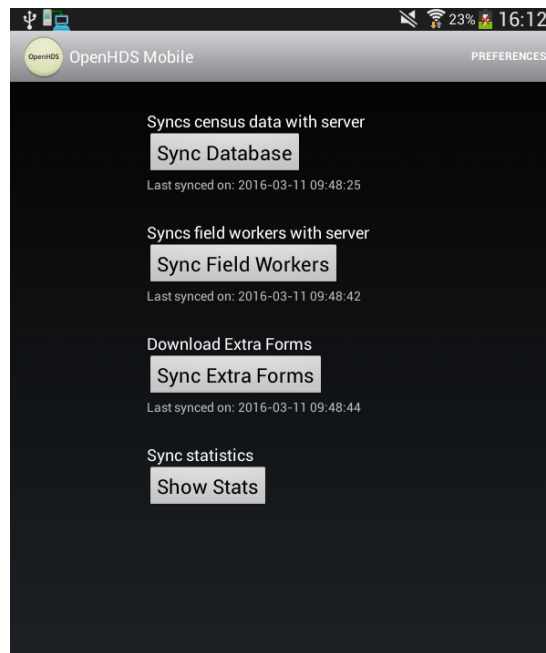 23% 16:12
OpenHDS OpenHDS Mobile PREFERENCES
Syncs census data with server
Sync Database
Last synced on: 2016-03-11 09:48:25
Syncs field workers with server
Sync Field Workers
Last synced on: 2016-03-11 09:48:42
Download Extra Forms
Sync Extra Forms
Last synced on: 2016-03-11 09:48:44
Sync statistics
Show Stats